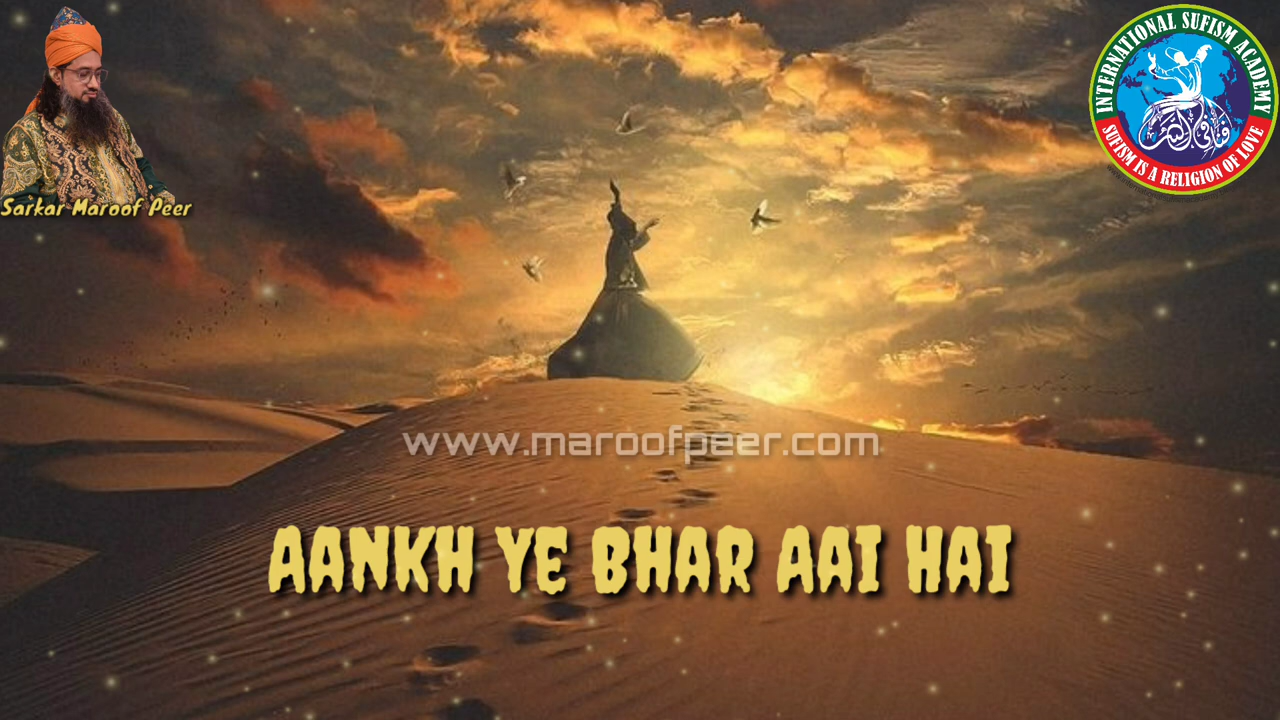 Sarkar Maroof Peer
INTERNATIONAL SUFISM ACADEMY
SUFISM IS A RELIGION OF LOVE
www.maroofpeer.com
AANKH YE BHAR AAI HAI